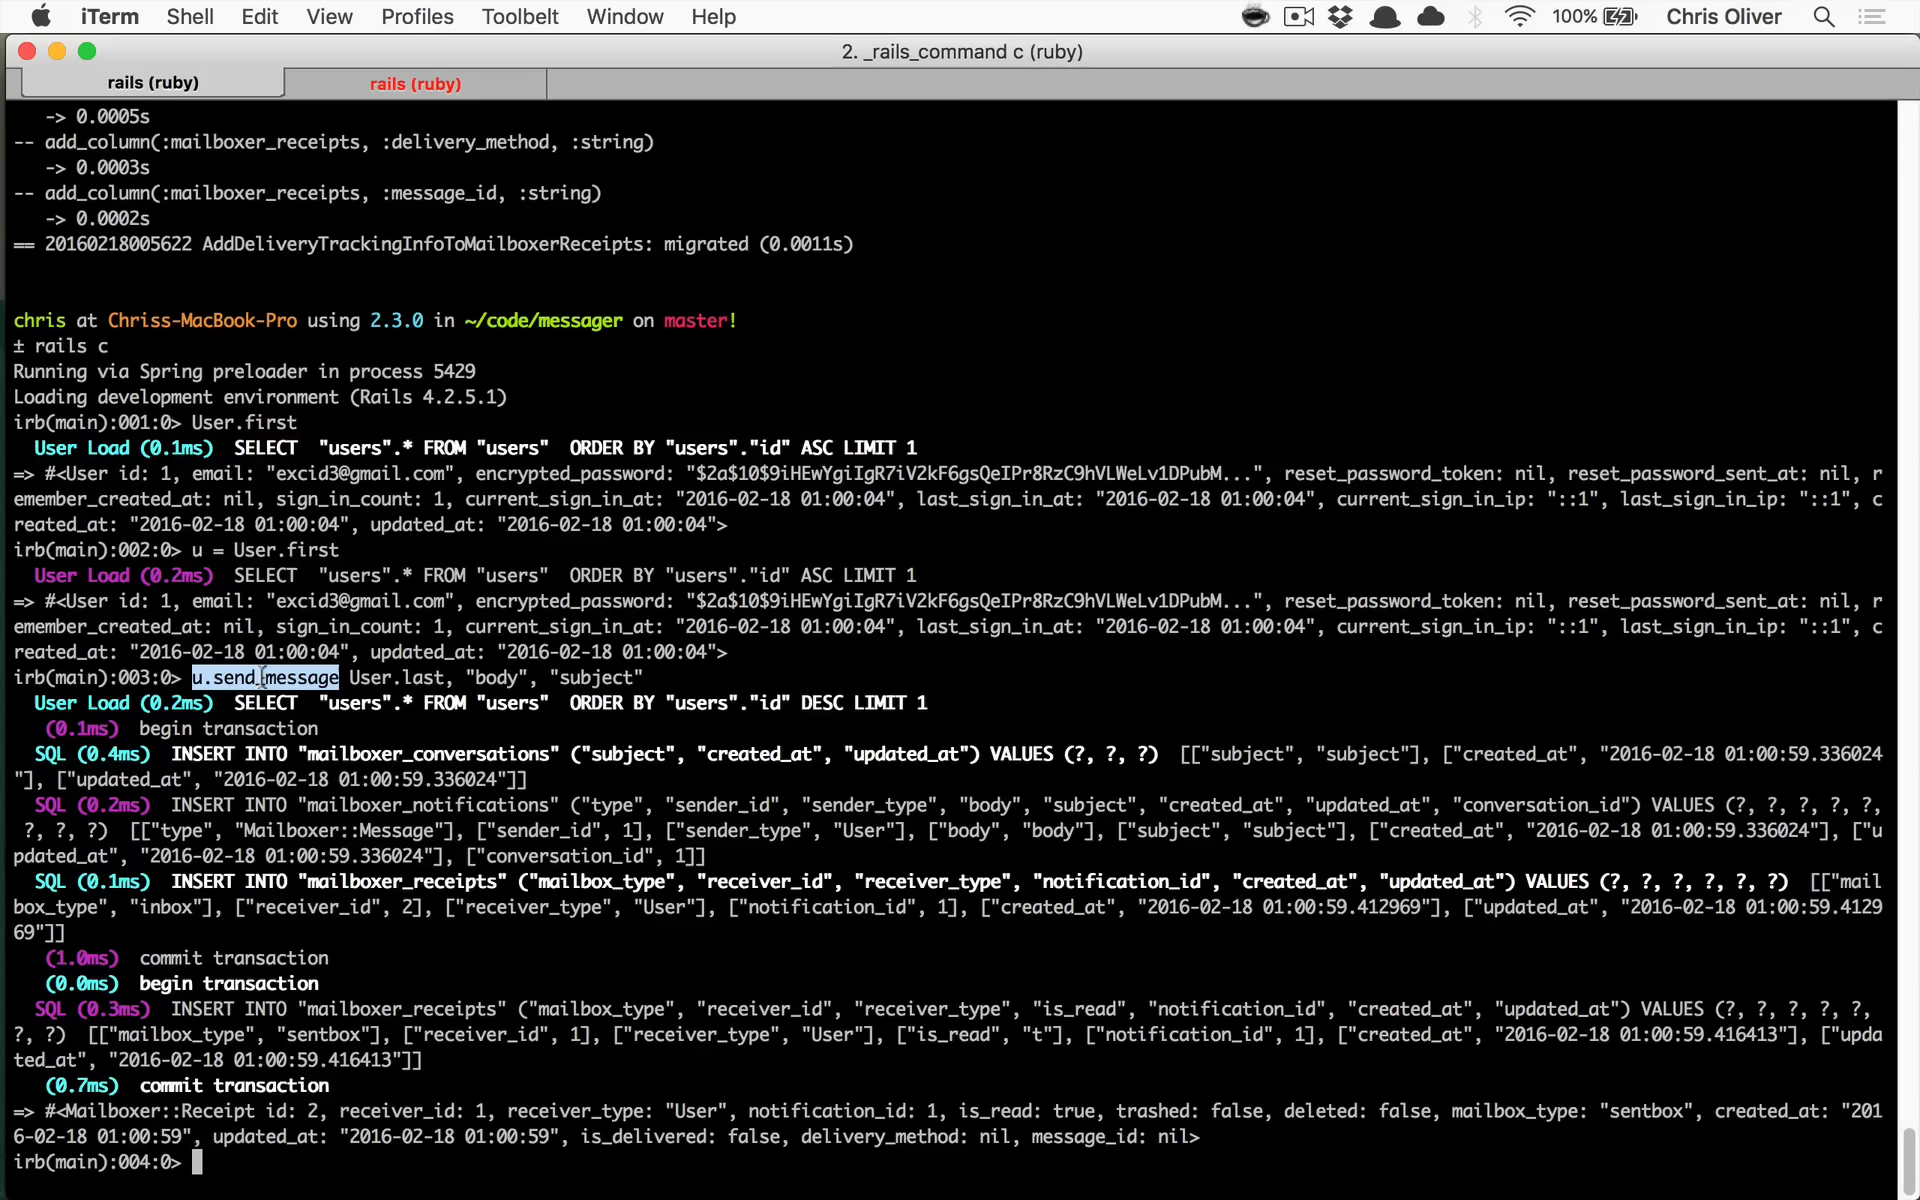 iTerm Shell Edit View Profiles Toolbelt Window Help 100% Chris Oliver
2. _rails_command c (ruby)
rails (ruby) rails (ruby)
-> 0.0005s
-- add_column(:mailboxer_receipts, :delivery_method, :string)
-> 0.0003s
-- add_column(:mailboxer_receipts, :message_id, :string)
-> 0.0002s
== 20160218005622 AddDeliveryTrackingInfoToMailboxerReceipts: migrated (0.0011s)
chris at Chriss-MacBook-Pro using 2.3.0 in ~/code/messager on master!
± rails c
Running via Spring preloader in process 5429
Loading development environment (Rails 4.2.5.1)
irb(main):001:0> User.first
User Load (0.1ms)  SELECT  "users".* FROM "users"  ORDER BY "users"."id" ASC LIMIT 1
=> #<User id: 1, email: "excid3@gmail.com", encrypted_password: "$2a$10$9iHEwYgiIgR7iV2kF6gsQeIPr8RzC9hVLWeLv1DPubM...", reset_password_token: nil, reset_password_sent_at: nil, r
emember_created_at: nil, sign_in_count: 1, current_sign_in_at: "2016-02-18 01:00:04", last_sign_in_at: "2016-02-18 01:00:04", current_sign_in_ip: "::1", last_sign_in_ip: "::1", c
reated_at: "2016-02-18 01:00:04", updated_at: "2016-02-18 01:00:04">
irb(main):002:0> u = User.first
User Load (0.2ms)  SELECT  "users".* FROM "users"  ORDER BY "users"."id" ASC LIMIT 1
=> #<User id: 1, email: "excid3@gmail.com", encrypted_password: "$2a$10$9iHEwYgiIgR7iV2kF6gsQeIPr8RzC9hVLWeLv1DPubM...", reset_password_token: nil, reset_password_sent_at: nil, r
emember_created_at: nil, sign_in_count: 1, current_sign_in_at: "2016-02-18 01:00:04", last_sign_in_at: "2016-02-18 01:00:04", current_sign_in_ip: "::1", last_sign_in_ip: "::1", c
reated_at: "2016-02-18 01:00:04", updated_at: "2016-02-18 01:00:04">
irb(main):003:0> u.send_message User.last, "body", "subject"
User Load (0.2ms)  SELECT  "users".* FROM "users"  ORDER BY "users"."id" DESC LIMIT 1
(0.1ms)  begin transaction
SQL (0.4ms)  INSERT INTO "mailboxer_conversations" ("subject", "created_at", "updated_at") VALUES (?, ?, ?)  [["subject", "subject"], ["created_at", "2016-02-18 01:00:59.336024
"], ["updated_at", "2016-02-18 01:00:59.336024"]]
SQL (0.2ms)  INSERT INTO "mailboxer_notifications" ("type", "sender_id", "sender_type", "body", "subject", "created_at", "updated_at", "conversation_id") VALUES (?, ?, ?, ?, ?,
?, ?, ?)  [["type", "Mailboxer::Message"], ["sender_id", 1], ["sender_type", "User"], ["body", "body"], ["subject", "subject"], ["created_at", "2016-02-18 01:00:59.336024"], ["u
pdated_at", "2016-02-18 01:00:59.336024"], ["conversation_id", 1]]
SQL (0.1ms)  INSERT INTO "mailboxer_receipts" ("mailbox_type", "receiver_id", "receiver_type", "notification_id", "created_at", "updated_at") VALUES (?, ?, ?, ?, ?, ?)  [["mail
box_type", "inbox"], ["receiver_id", 2], ["receiver_type", "User"], ["notification_id", 1], ["created_at", "2016-02-18 01:00:59.412969"], ["updated_at", "2016-02-18 01:00:59.4129
69"]]
(1.0ms)  commit transaction
(0.0ms)  begin transaction
SQL (0.3ms)  INSERT INTO "mailboxer_receipts" ("mailbox_type", "receiver_id", "receiver_type", "is_read", "notification_id", "created_at", "updated_at") VALUES (?, ?, ?, ?, ?,
?, ?)  [["mailbox_type", "sentbox"], ["receiver_id", 1], ["receiver_type", "User"], ["is_read", "t"], ["notification_id", 1], ["created_at", "2016-02-18 01:00:59.416413"], ["upda
ted_at", "2016-02-18 01:00:59.416413"]]
(0.7ms)  commit transaction
=> #<Mailboxer::Receipt id: 2, receiver_id: 1, receiver_type: "User", notification_id: 1, is_read: true, trashed: false, deleted: false, mailbox_type: "sentbox", created_at: "201
6-02-18 01:00:59", updated_at: "2016-02-18 01:00:59", is_delivered: false, delivery_method: nil, message_id: nil>
irb(main):004:0>